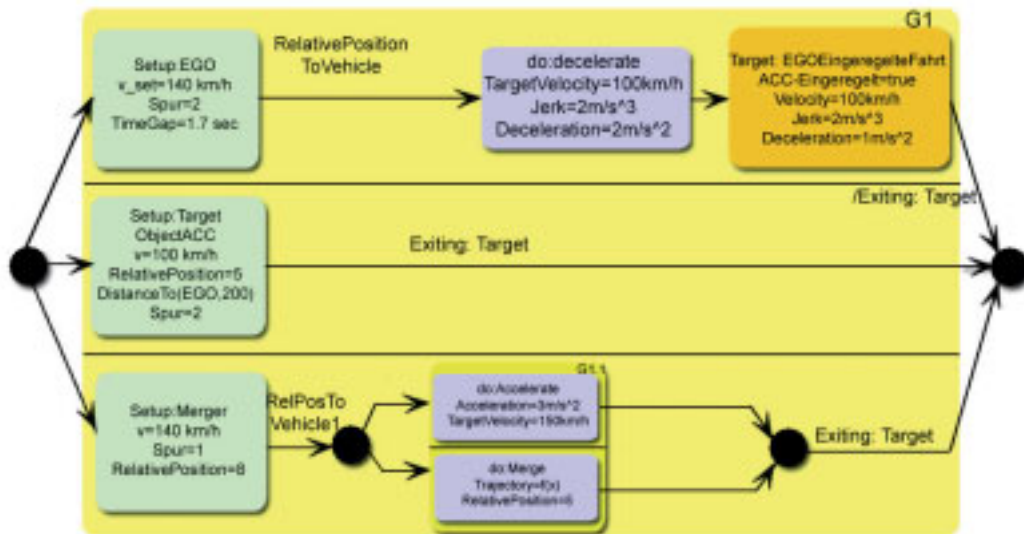 G1
Setup:EGO
v_set=140 km/h
Spur=2
TimeGap=1.7 sec
RelativePosition
ToVehicle
do:decelerate
TargetVelocity=100km/h
Jerk=2m/s^3
Deceleration=2m/s^2
Target: EGOEingeregelteFahrt
ACC-Eingeregelt=true
Velocity=100km/h
Jerk=2m/s^3
Deceleration=1m/s^2
/Exiting: Target
Setup:Target
ObjectACC
v=100 km/h
RelativePosition=5
DistanceTo(EGO,200)
Spur=2
Exiting: Target
Setup:Merger
v=140 km/h
Spur=1
RelativePosition=8
RelPosTo
Vehicle1
G1.1
do:Accelerate
Acceleration=3m/s^2
TargetVelocity=150km/h
do:Merge
Trajectory=f(x)
RelativePosition=5
Exiting: Target